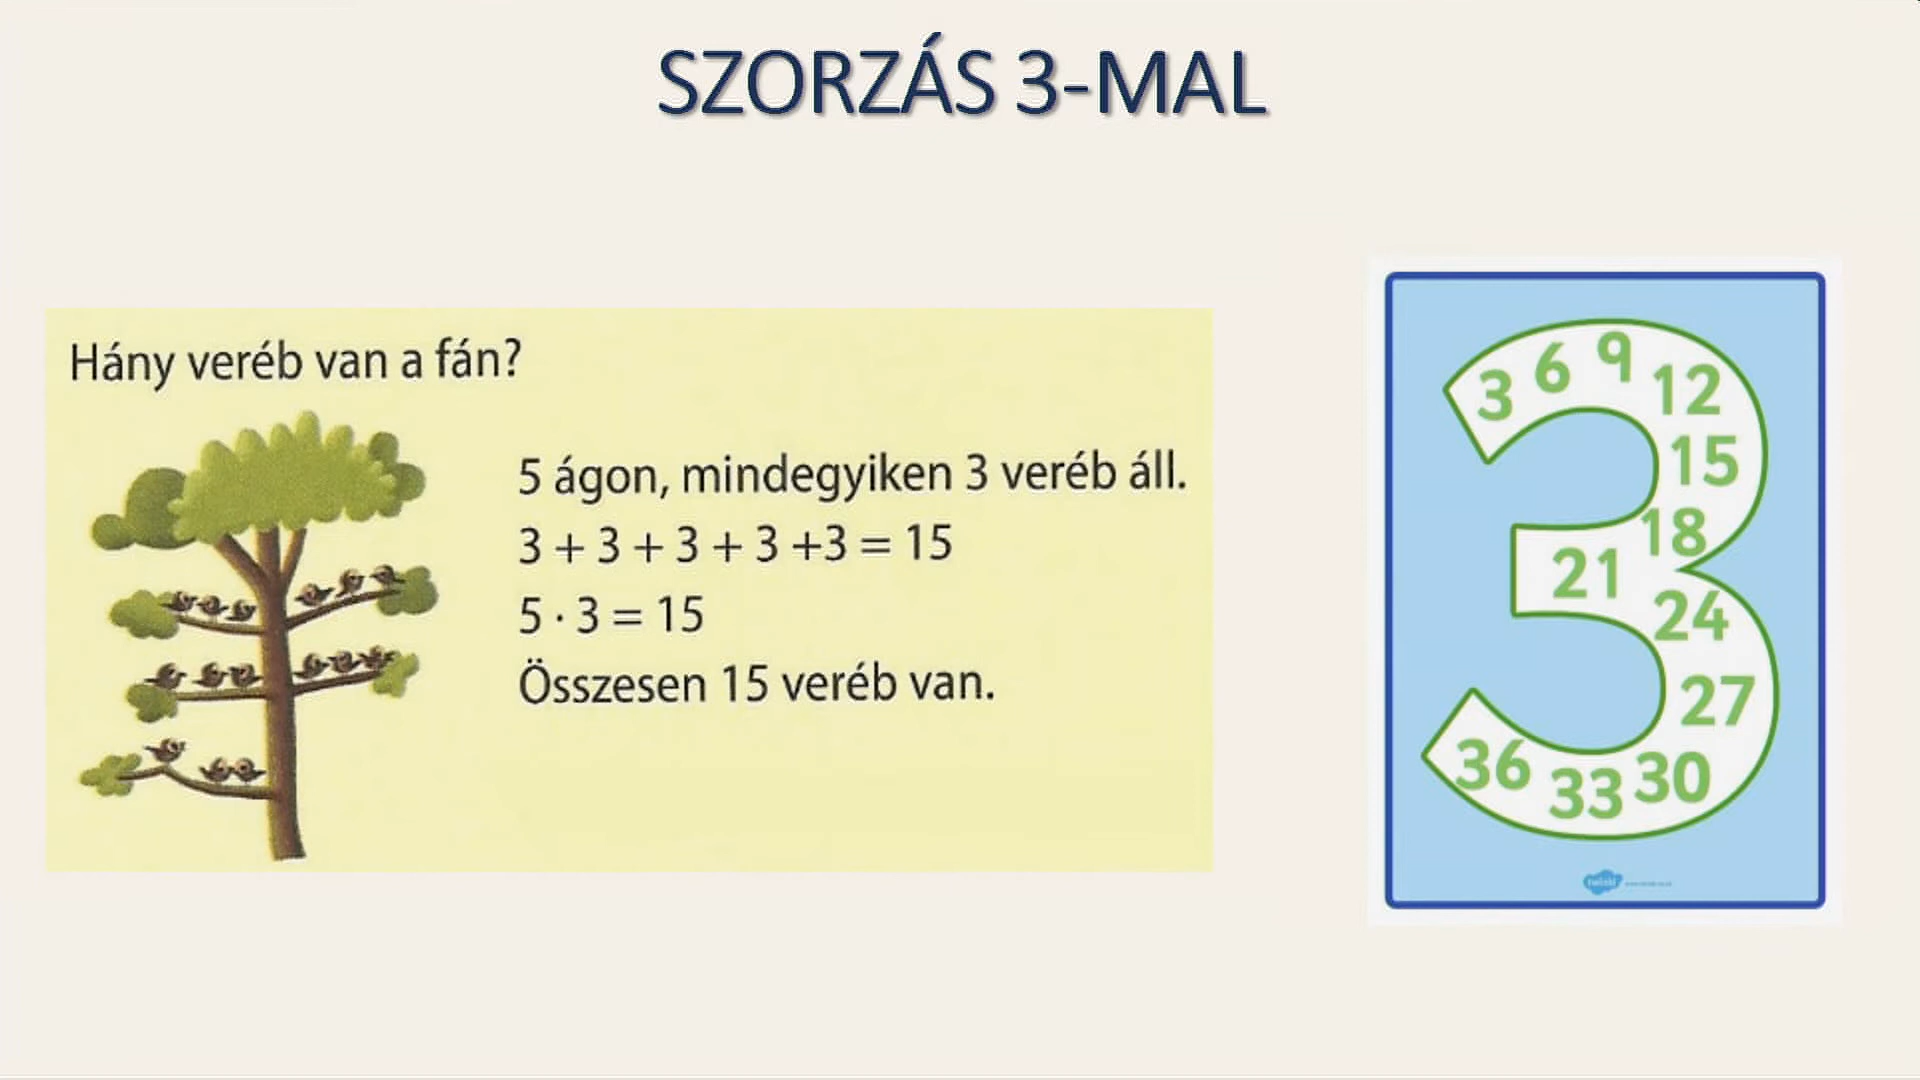 SZORZÁS 3-MAL
Hány veréb van a fán?
5 ágon, mindegyiken 3 veréb áll.
3 + 3 + 3 + 3 +3 = 15
5 · 3 = 15
Összesen 15 veréb van.
3 6 9 12
15
18
21
24
27
30
33
36
twinkl